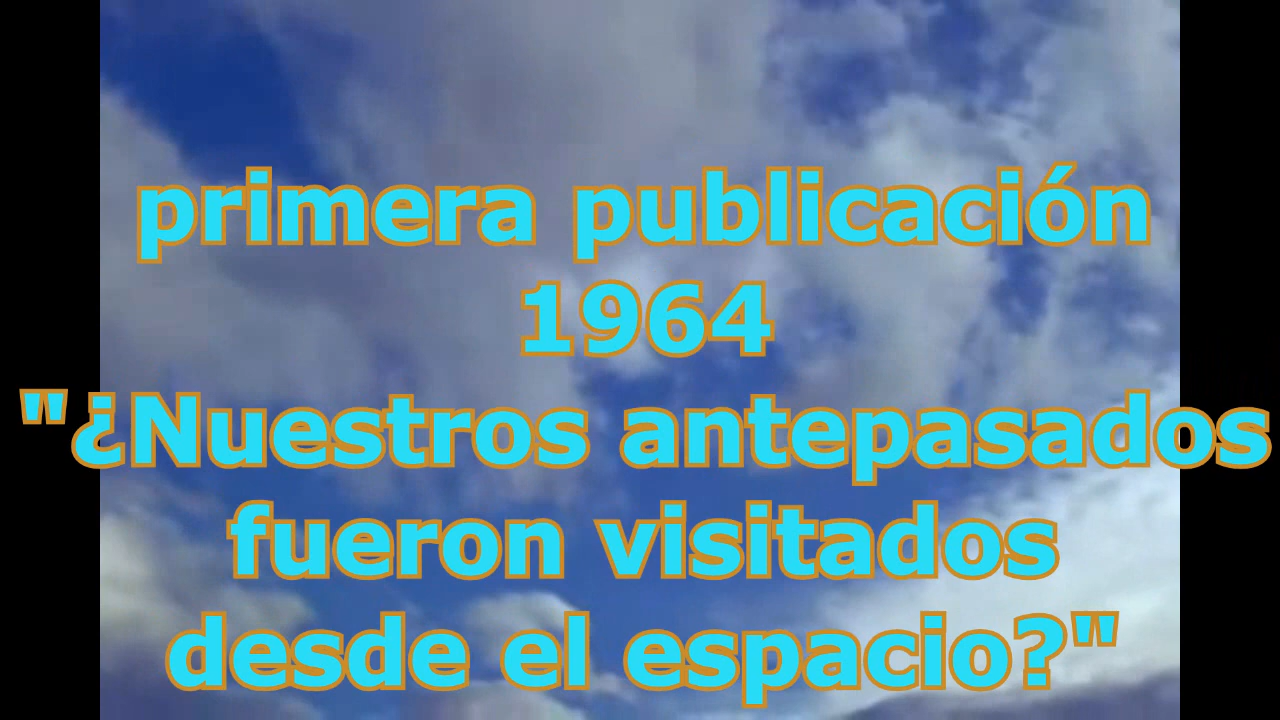 primera publicación
1964
"¿Nuestros antepasados
fueron visitados
desde el espacio?"